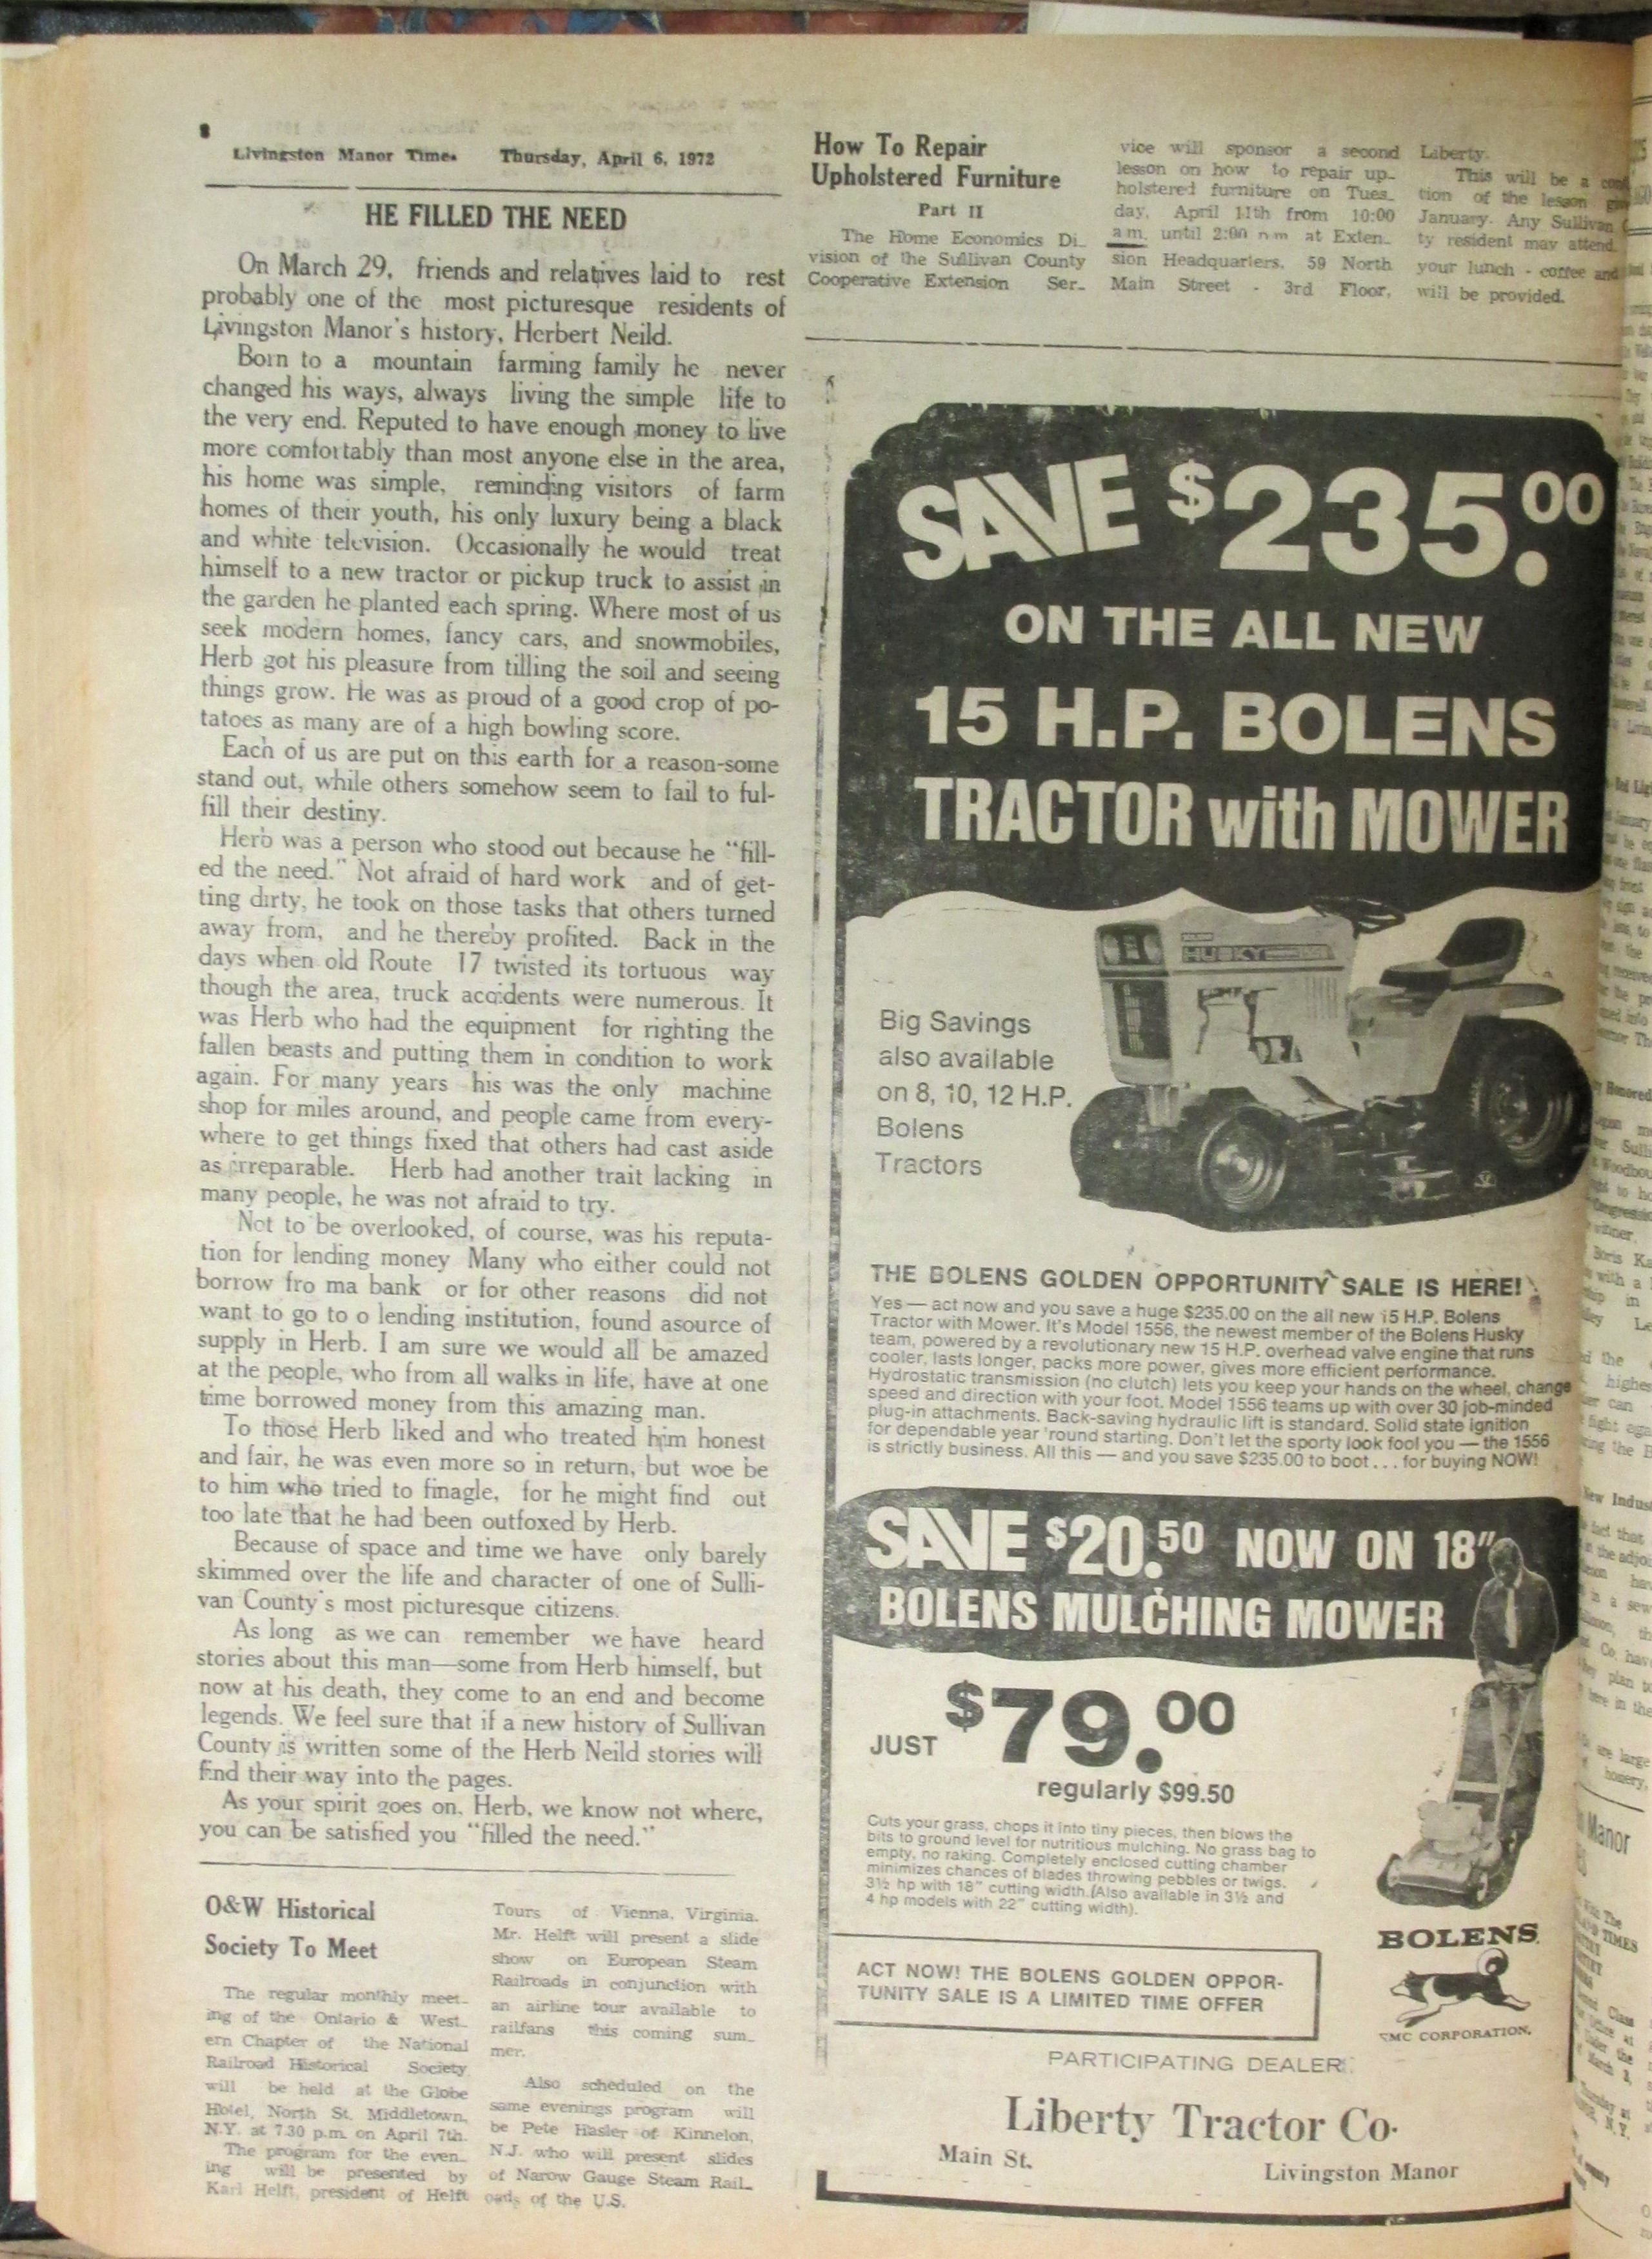 8
Livingston Manor Times Thursday, April 6, 1972
HE FILLED THE NEED
On March 29, friends and relatives laid to rest
probably one of the most picturesque residents of
Livingston Manor's history, Herbert Neild.
Born to a mountain farming family he never
changed his ways, always living the simple life to
the very end. Reputed to have enough money to live
more comfortably than most anyone else in the area,
his home was simple, reminding visitors of farm
homes of their youth, his only luxury being a black
and white television. Occasionally he would treat
himself to a new tractor or pickup truck to assist in
the garden he planted each spring. Where most of us
seek modern homes, fancy cars, and snowmobiles,
Herb got his pleasure from tilling the soil and seeing
things grow. He was as proud of a good crop of po-
tatoes as many are of a high bowling score.
Each of us are put on this earth for a reason-some
stand out, while others somehow seem to fail to ful-
fill their destiny.
Herb was a person who stood out because he "fill-
ed the need." Not afraid of hard work and of get-
ting dirty, he took on those tasks that others turned
away from, and he thereby profited. Back in the
days when old Route 17 twisted its tortuous way
though the area, truck accidents were numerous. It
was Herb who had the equipment for righting the
fallen beasts and putting them in condition to work
again. For many years his was the only machine
shop for miles around, and people came from every-
where to get things fixed that others had cast aside
as irreparable. Herb had another trait lacking in
many people, he was not afraid to try.
Not to be overlooked, of course, was his reputa-
tion for lending money Many who either could not
borrow fro ma bank or for other reasons did not
want to go to o lending institution, found asource of
supply in Herb. I am sure we would all be amazed
at the people, who from all walks in life, have at one
time borrowed money from this amazing man.
To those Herb liked and who treated him honest
and fair, he was even more so in return, but woe be
to him who tried to finagle, for he might find out
too late that he had been outfoxed by Herb.
Because of space and time we have only barely
skimmed over the life and character of one of Sulli-
van County's most picturesque citizens.
As long as we can remember we have heard
stories about this man—some from Herb himself, but
now at his death, they come to an end and become
legends. We feel sure that if a new history of Sullivan
County is written some of the Herb Neild stories will
find their way into the pages.
As your spirit goes on, Herb, we know not where,
you can be satisfied you "filled the need."
O&W Historical
Society To Meet
The regular monthly meet-
ing of the Ontario & West-
ern Chapter of the National
Railroad Historical Society
will be held at the Globe
Hotel, North St. Middletown,
N.Y. at 7.30 p.m. on April 7th.
The program for the even-
ing will be presented by
Karl Helft, president of Helft
Tours of Vienna, Virginia.
Mr. Helft will present a slide
show on European Steam
Railroads in conjunction with
an airline tour available to
railfans this coming sum-
mer.
Also scheduled on the
same evenings program will
be Pete Hasler of Kinnelon,
N.J. who will present slides
of Narow Gauge Steam Rail-
oads of the U.S.
How To Repair
Upholstered Furniture
Part II
The Home Economics Di-
vision of the Sullivan County
Cooperative Extension Ser-
vice will sponsor a second
lesson on how to repair up-
holstered furniture on Tues-
day, April 11th from 10:00
a.m. until 2:00 p.m at Exten-
sion Headquarters, 59 North
Main Street - 3rd Floor,
Liberty.
This will be a
tion of the lesson
January. Any Sullivan
ty resident may attend.
your lunch - coffee and
will be provided.
SAVE $235.00
ON THE ALL NEW
15 H.P. BOLENS
TRACTOR with MOWER
HUSKY
Big Savings
also available
on 8, 10, 12 H.P.
Bolens
Tractors
THE BOLENS GOLDEN OPPORTUNITY SALE IS HERE!
Yes — act now and you save a huge $235.00 on the all new 15 H.P. Bolens
Tractor with Mower. It's Model 1556, the newest member of the Bolens Husky
team, powered by a revolutionary new 15 H.P. overhead valve engine that runs
cooler, lasts longer, packs more power, gives more efficient performance.
Hydrostatic transmission (no clutch) lets you keep your hands on the wheel, change
speed and direction with your foot. Model 1556 teams up with over 30 job-minded
plug-in attachments. Back-saving hydraulic lift is standard. Solid state ignition
for dependable year 'round starting. Don't let the sporty look fool you — the 1556
is strictly business. All this — and you save $235.00 to boot . . . for buying NOW!
SAVE $20.50 NOW ON 18"
BOLENS MULCHING MOWER
JUST $79.00
regularly $99.50
Cuts your grass, chops it into tiny pieces, then blows the
bits to ground level for nutritious mulching. No grass bag to
empty, no raking. Completely enclosed cutting chamber
minimizes chances of blades throwing pebbles or twigs.
3½ hp with 18" cutting width. (Also available in 3½ and
4 hp models with 22" cutting width).
BOLENS
FMC CORPORATION.
ACT NOW! THE BOLENS GOLDEN OPPOR-
TUNITY SALE IS A LIMITED TIME OFFER
PARTICIPATING DEALER:
Liberty Tractor Co.
Main St.
Livingston Manor